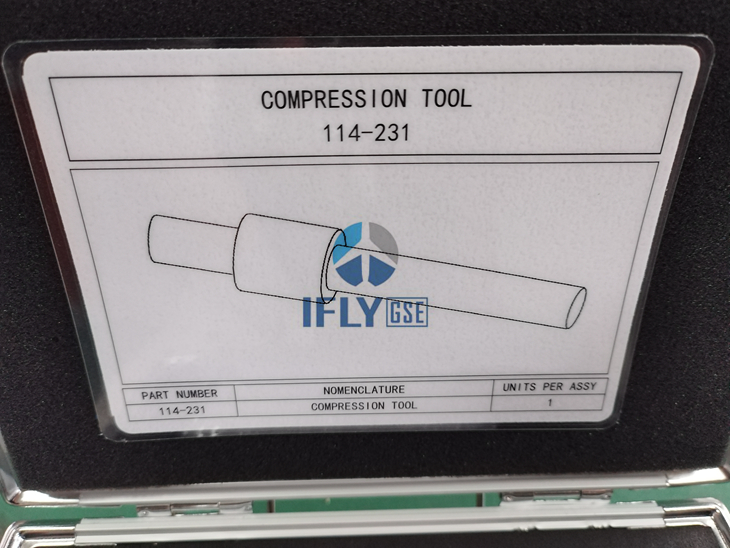 COMPRESSION TOOL
114-231
IFLY GSE
PART NUMBER NOMENCLATURE UNITS PER ASSY
114-231 COMPRESSION TOOL 1